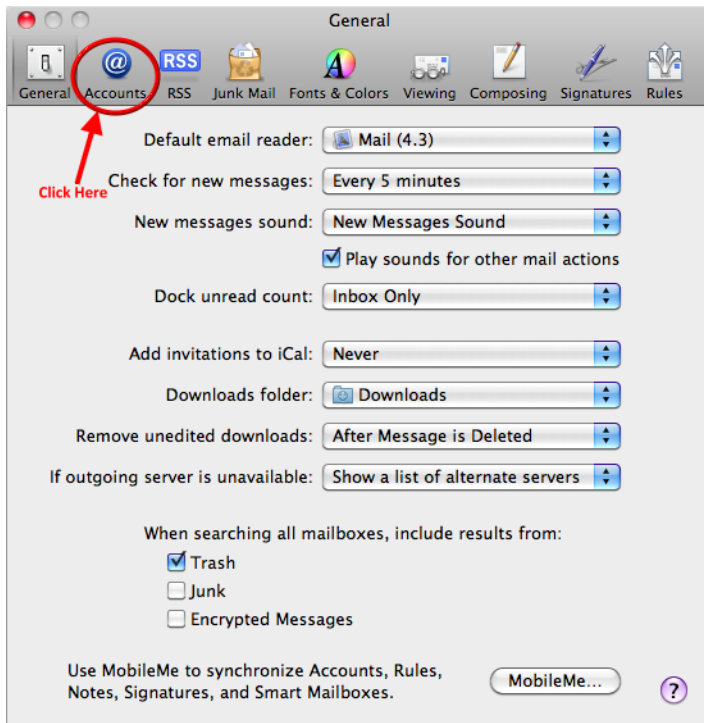 General
@
RSS
General Accounts RSS Junk Mail Fonts & Colors Viewing Composing Signatures Rules
Default email reader: Mail (4.3)
Click Here
Check for new messages: Every 5 minutes
New messages sound: New Messages Sound
Play sounds for other mail actions
Dock unread count: Inbox Only
Add invitations to iCal: Never
Downloads folder: Downloads
Remove unedited downloads: After Message is Deleted
If outgoing server is unavailable: Show a list of alternate servers
When searching all mailboxes, include results from:
Trash
Junk
Encrypted Messages
Use MobileMe to synchronize Accounts, Rules,
Notes, Signatures, and Smart Mailboxes.
MobileMe...
?